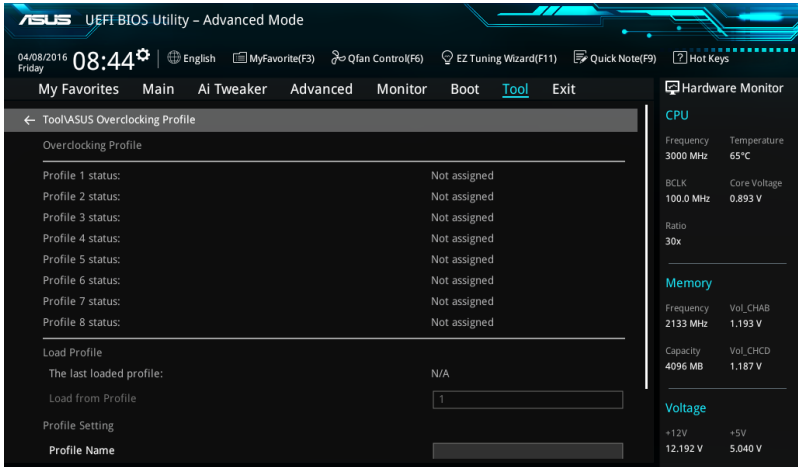 ASUS UEFI BIOS Utility – Advanced Mode
04/08/2016
Friday
08:44
English
MyFavorite(F3)
Qfan Control(F6)
EZ Tuning Wizard(F11)
Quick Note(F9)
? Hot Keys
My Favorites Main Ai Tweaker Advanced Monitor Boot Tool Exit
← Tool\ASUS Overclocking Profile
Overclocking Profile
Profile 1 status: Not assigned
Profile 2 status: Not assigned
Profile 3 status: Not assigned
Profile 4 status: Not assigned
Profile 5 status: Not assigned
Profile 6 status: Not assigned
Profile 7 status: Not assigned
Profile 8 status: Not assigned
Load Profile
The last loaded profile: N/A
Load from Profile 1
Profile Setting
Profile Name
Hardware Monitor
CPU
Frequency Temperature
3000 MHz 65°C
BCLK Core Voltage
100.0 MHz 0.893 V
Ratio
30x
Memory
Frequency Vol_CHAB
2133 MHz 1.193 V
Capacity Vol_CHCD
4096 MB 1.187 V
Voltage
+12V +5V
12.192 V 5.040 V